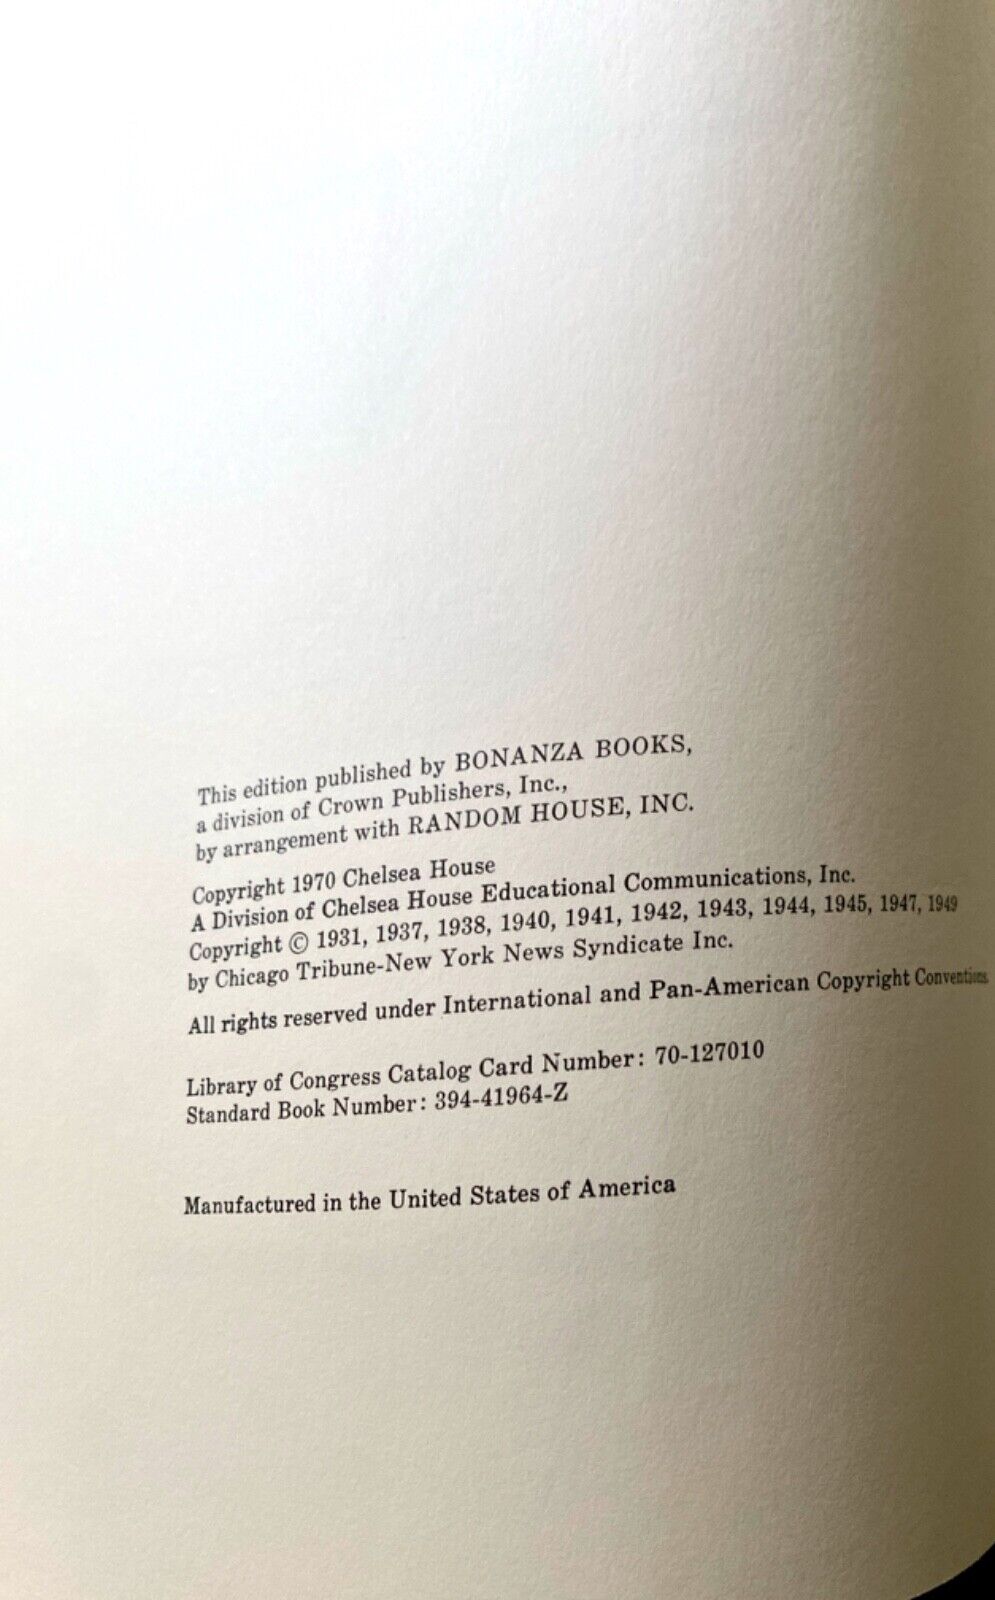 This edition published by BONANZA BOOKS,
a division of Crown Publishers, Inc.,
by arrangement with RANDOM HOUSE, INC.
Copyright 1970 Chelsea House
A Division of Chelsea House Educational Communications, Inc.
Copyright © 1931, 1937, 1938, 1940, 1941, 1942, 1943, 1944, 1945, 1947, 1949
by Chicago Tribune-New York News Syndicate Inc.
All rights reserved under International and Pan-American Copyright Conventions.
Library of Congress Catalog Card Number: 70-127010
Standard Book Number: 394-41964-Z
Manufactured in the United States of America